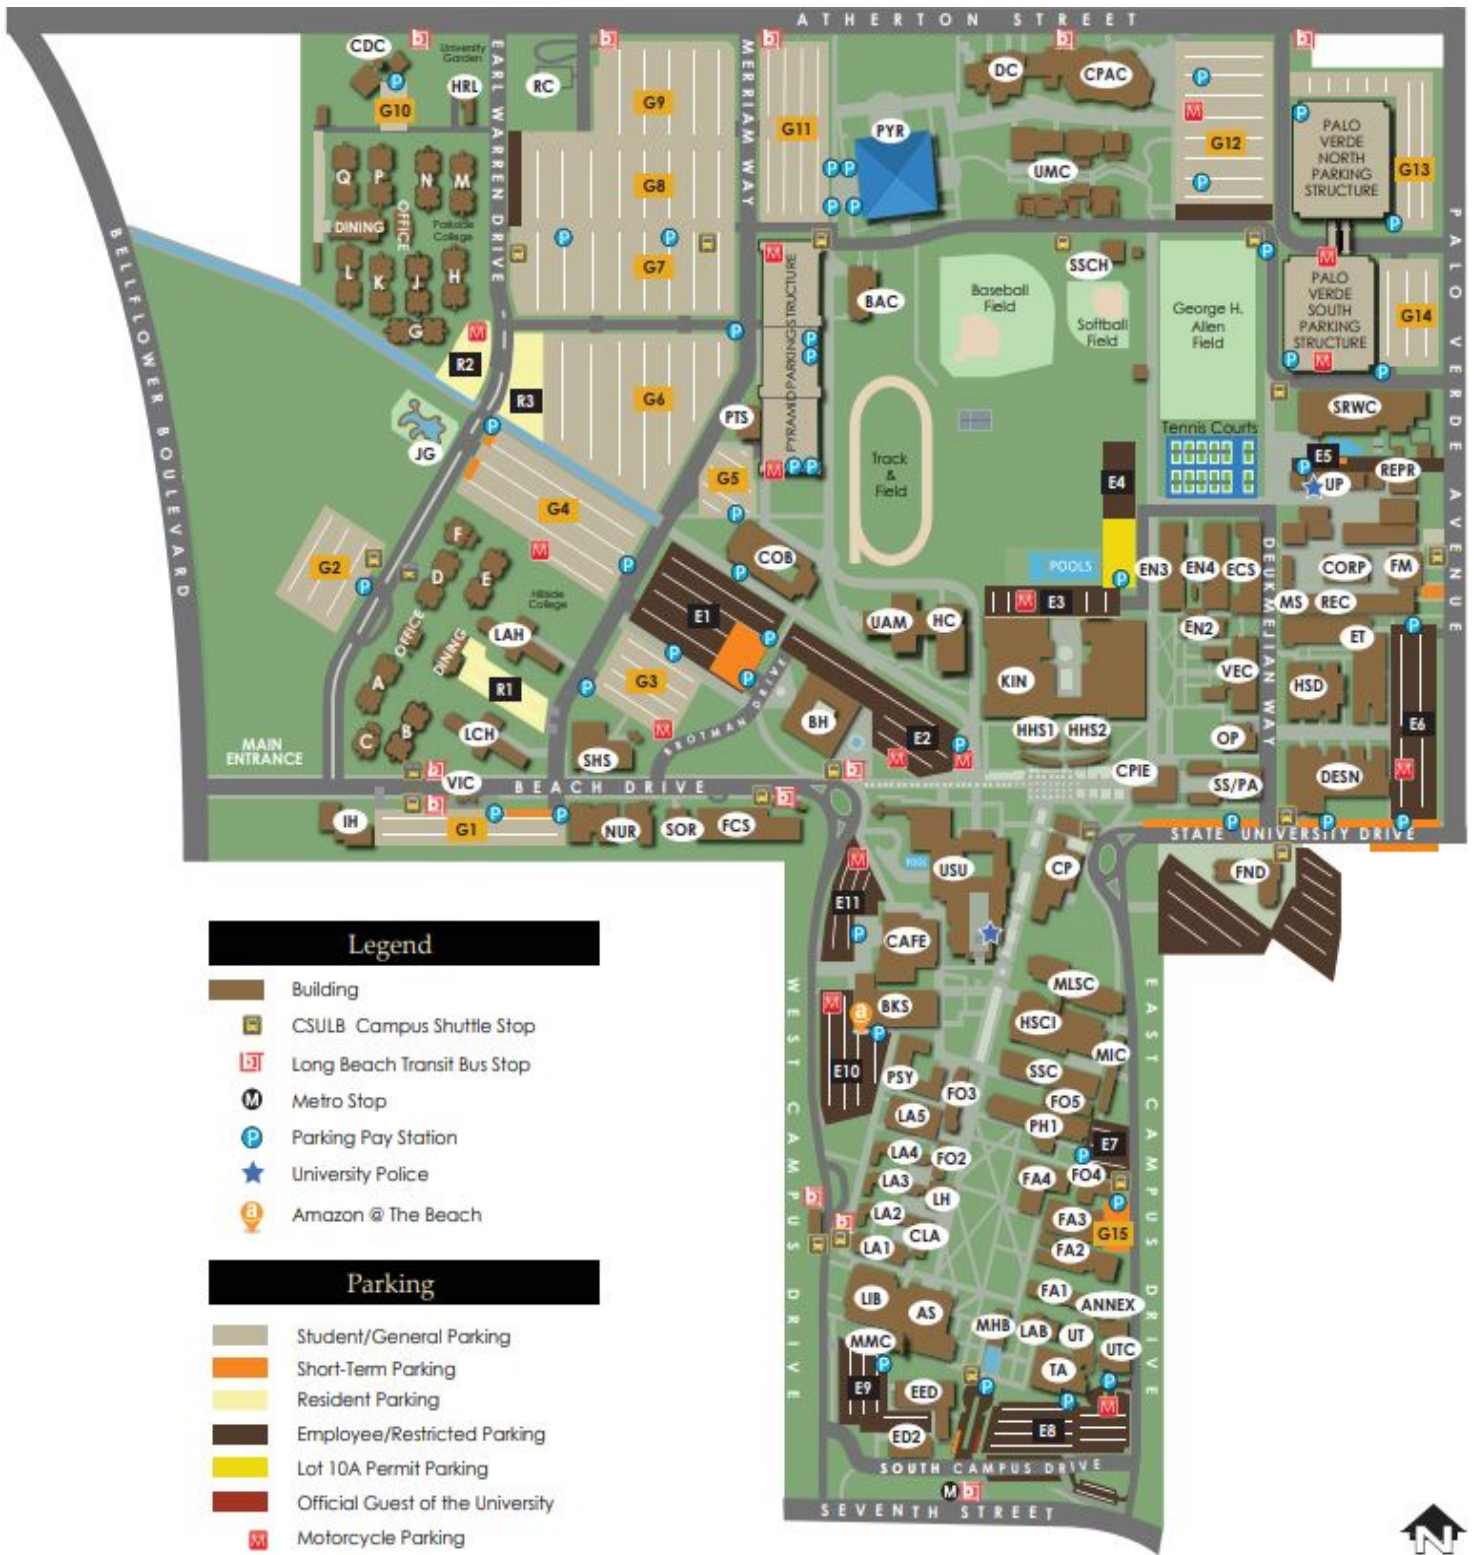 ATHERTON STREET
CDC
University
Garden
HRL
G10
EARL WARREN DRIVE
RC
G9
G8
G7
MERRIAM WAY
G11
PYR
DC
CPAC
UMC
G12
PALO
VERDE
NORTH
PARKING
STRUCTURE
G13
Q
P
N
M
DINING
OFFICE
Parkside
College
L
K
J
H
G
BELLFLOWER BOULEVARD
PYRAMID PARKING STRUCTURE
BAC
SSCH
Baseball
Field
Softball
Field
George H.
Allen
Field
PALO
VERDE
SOUTH
PARKING
STRUCTURE
G14
PALO VERDE AVENUE
R2
R3
G6
PTS
JG
Track
&
Field
SRWC
Tennis Courts
E5
REPR
UP
E4
G5
G4
G2
F
D
E
COB
POOLS
E3
EN3
EN4
ECS
DEUKMEJIAN WAY
CORP
FM
MS
REC
ET
Hillside
College
OFFICE
DINING
LAH
E1
UAM
HC
EN2
VEC
HSD
R1
A
B
C
G3
BROTMAN DRIVE
BH
KIN
E2
HHS1
HHS2
OP
E6
MAIN
ENTRANCE
LCH
SHS
CPIE
SS/PA
DESN
VIC
BEACH DRIVE
IH
G1
NUR
SOR
FCS
STATE UNIVERSITY DRIVE
POOL
USU
CP
FND
E11
CAFE
WEST CAMPUS DRIVE
EAST CAMPUS DRIVE
MLSC
BKS
HSCI
MIC
E10
PSY
SSC
FO3
FO5
LA5
PH1
E7
LA4
FO2
LA3
FA4
FO4
LH
LA2
FA3
G15
CLA
LA1
FA2
FA1
LIB
AS
ANNEX
MHB
LAB
UT
MMC
UTC
TA
E9
EED
E8
ED2
SOUTH CAMPUS DRIVE
SEVENTH STREET
Legend
Building
CSULB Campus Shuttle Stop
Long Beach Transit Bus Stop
M Metro Stop
P Parking Pay Station
University Police
a Amazon @ The Beach
Parking
Student/General Parking
Short-Term Parking
Resident Parking
Employee/Restricted Parking
Lot 10A Permit Parking
Official Guest of the University
M Motorcycle Parking
N